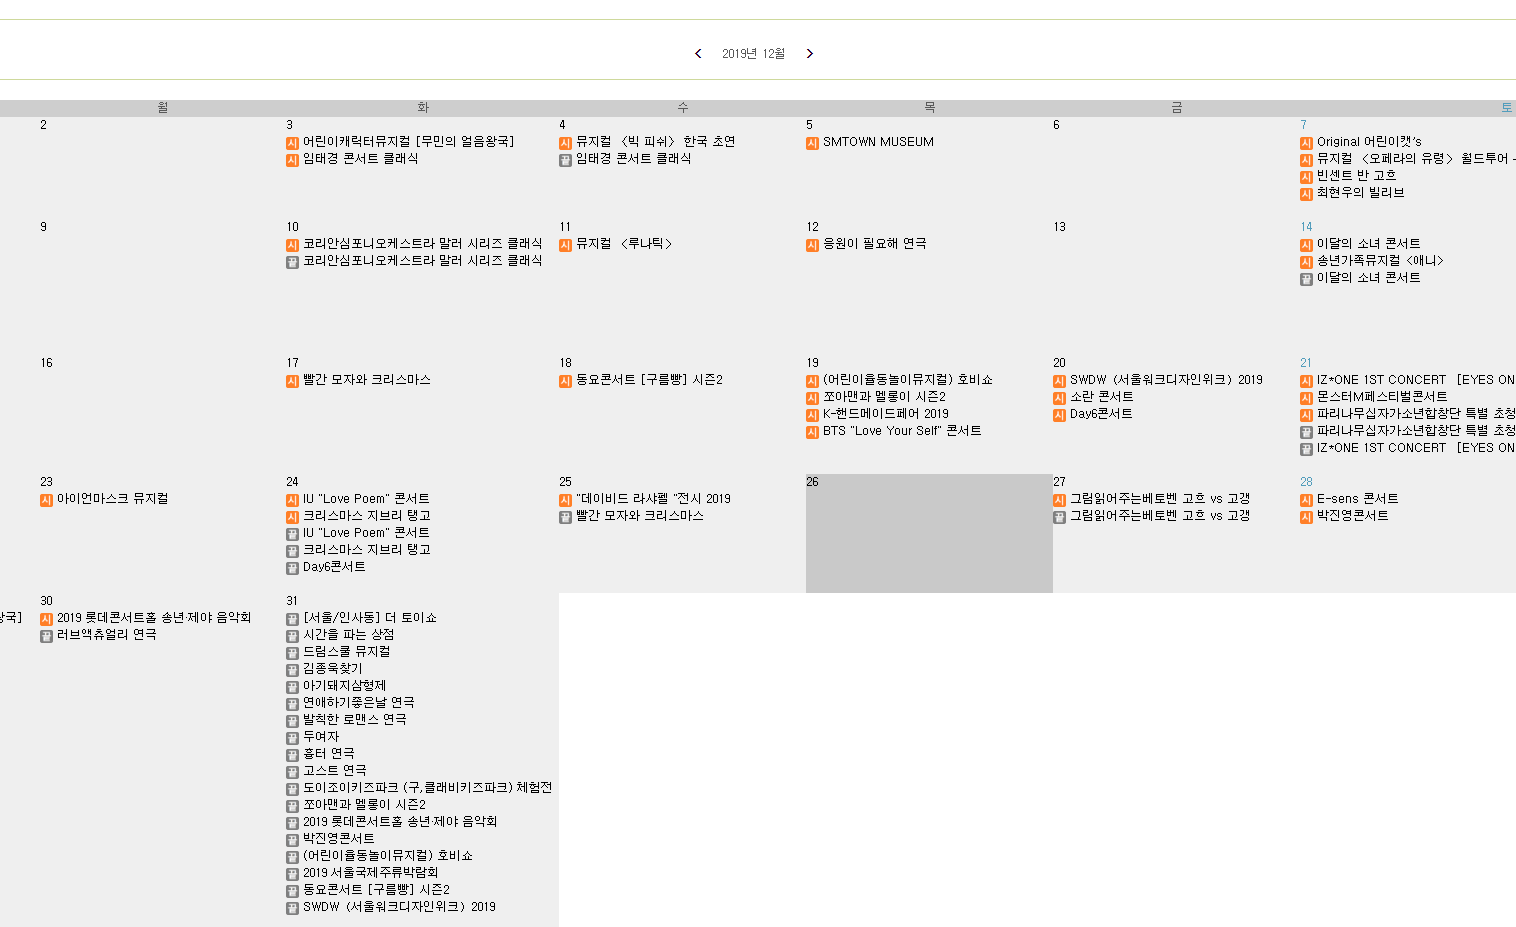 2019년 12월
월 화 수 목 금 토
2
3
시 어린이캐릭터뮤지컬 [무민의 얼음왕국]
시 임태경 콘서트 클래식
4
시 뮤지컬 〈빅 피쉬〉 한국 초연
끝 임태경 콘서트 클래식
5
시 SMTOWN MUSEUM
6
7
시 Original 어린이캣's
시 뮤지컬 〈오페라의 유령〉 월드투어 -
시 빈센트 반 고흐
시 최현우의 빌리브
9
10
시 코리안심포니오케스트라 말러 시리즈 클래식
끝 코리안심포니오케스트라 말러 시리즈 클래식
11
시 뮤지컬 〈루나틱〉
12
시 응원이 필요해 연극
13
14
시 이달의 소녀 콘서트
시 송년가족뮤지컬 <애니>
끝 이달의 소녀 콘서트
16
17
시 빨간 모자와 크리스마스
18
시 동요콘서트 [구름빵] 시즌2
19
시 (어린이율동놀이뮤지컬) 호비쇼
시 쪼아맨과 멜롱이 시즌2
시 K-핸드메이드페어 2019
시 BTS "Love Your Self" 콘서트
20
시 SWDW (서울워크디자인위크) 2019
시 소란 콘서트
시 Day6콘서트
21
시 IZ*ONE 1ST CONCERT [EYES ON
시 몬스터M페스티벌콘서트
시 파리나무십자가소년합창단 특별 초청
끝 파리나무십자가소년합창단 특별 초청
끝 IZ*ONE 1ST CONCERT [EYES ON
23
시 아이언마스크 뮤지컬
24
시 IU "Love Poem" 콘서트
시 크리스마스 지브리 탱고
끝 IU "Love Poem" 콘서트
끝 크리스마스 지브리 탱고
끝 Day6콘서트
25
시 "데이비드 라샤펠 "전시 2019
끝 빨간 모자와 크리스마스
26
27
시 그림읽어주는베토벤 고흐 vs 고갱
끝 그림읽어주는베토벤 고흐 vs 고갱
28
시 E-sens 콘서트
시 박진영콘서트
왕국]
30
시 2019 롯데콘서트홀 송년·제야 음악회
끝 러브액츄얼리 연극
31
끝 [서울/인사동] 더 토이쇼
끝 시간을 파는 상점
끝 드림스쿨 뮤지컬
끝 김종욱찾기
끝 아기돼지삼형제
끝 연애하기좋은날 연극
끝 발칙한 로맨스 연극
끝 두여자
끝 흉터 연극
끝 고스트 연극
끝 도이조이키즈파크 (구,클래비키즈파크) 체험전
끝 쪼아맨과 멜롱이 시즌2
끝 2019 롯데콘서트홀 송년·제야 음악회
끝 박진영콘서트
끝 (어린이율동놀이뮤지컬) 호비쇼
끝 2019 서울국제주류박람회
끝 동요콘서트 [구름빵] 시즌2
끝 SWDW (서울워크디자인위크) 2019